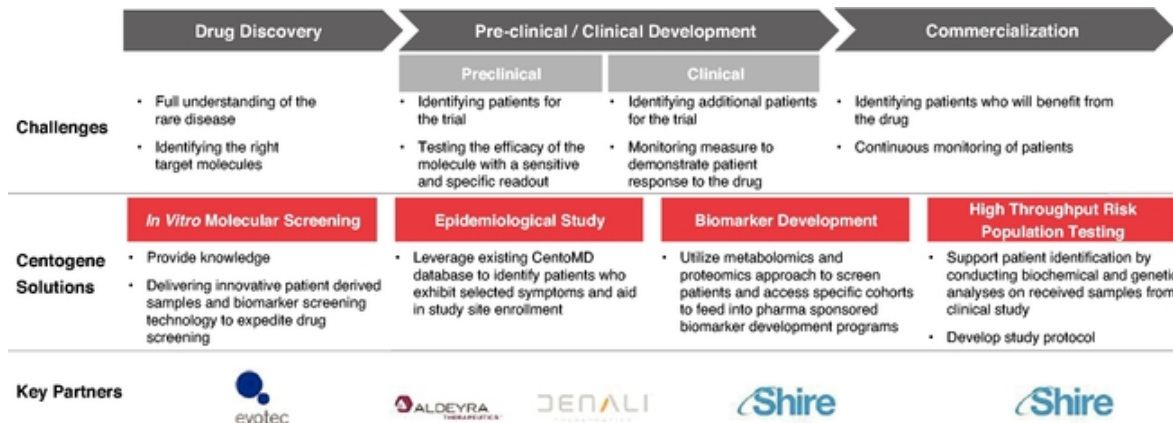 Drug Discovery
Pre-clinical / Clinical Development
Commercialization
Preclinical
Clinical
Challenges
• Full understanding of the
rare disease
• Identifying the right
target molecules
• Identifying patients for
the trial
• Testing the efficacy of the
molecule with a sensitive
and specific readout
• Identifying additional patients
for the trial
• Monitoring measure to
demonstrate patient
response to the drug
• Identifying patients who will benefit from
the drug
• Continuous monitoring of patients
Centogene
Solutions
In Vitro Molecular Screening
• Provide knowledge
• Delivering innovative patient derived
samples and biomarker screening
technology to expedite drug
screening
Epidemiological Study
• Leverage existing CentoMD
database to identify patients who
exhibit selected symptoms and aid
in study site enrollment
Biomarker Development
• Utilize metabolomics and
proteomics approach to screen
patients and access specific cohorts
to feed into pharma sponsored
biomarker development programs
High Throughput Risk
Population Testing
• Support patient identification by
conducting biochemical and genetic
analyses on received samples from
clinical study
• Develop study protocol
Key Partners
evotec
ALDEYRA
THERAPEUTICS
DENALI
Shire
Shire